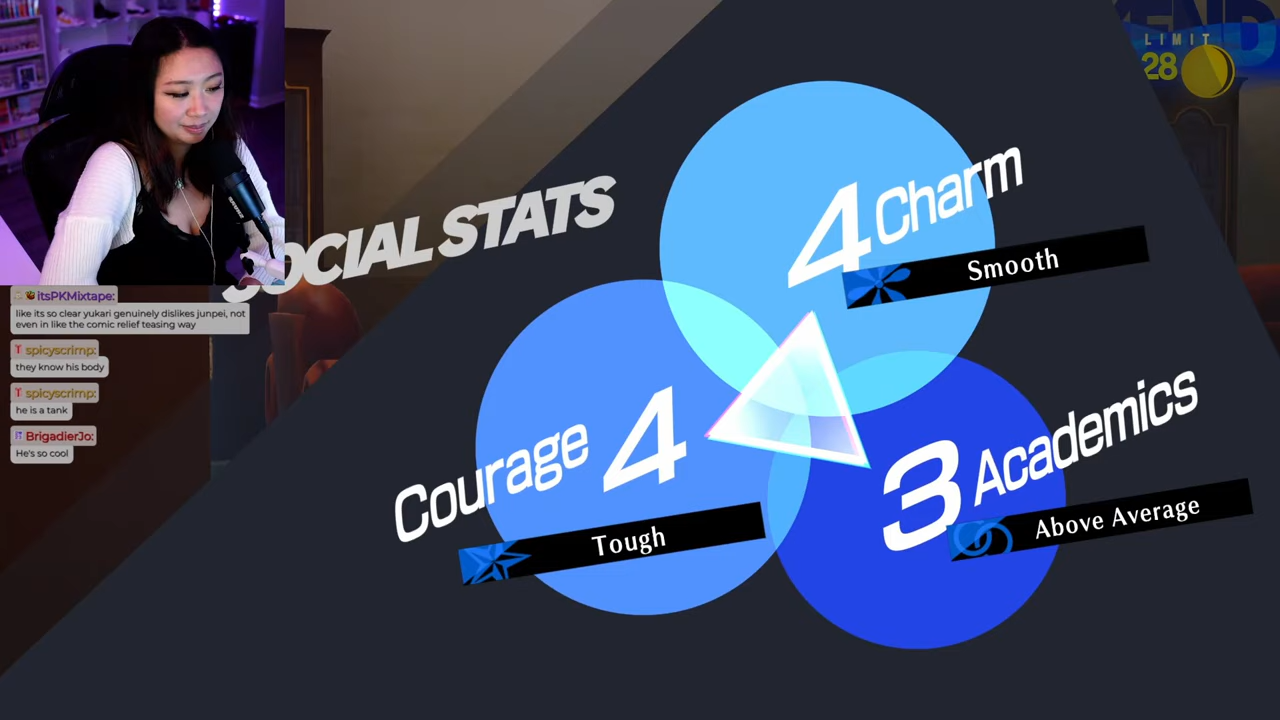 LIMIT
28
SOCIAL STATS
4 Charm
Smooth
Courage 4
Tough
3 Academics
Above Average
itsPKMixtape:
like its so clear yukari genuinely dislikes junpei, not
even in like the comic relief teasing way
spicyscrimp:
they know his body
spicyscrimp:
he is a tank
BrigadierJo:
He's so cool